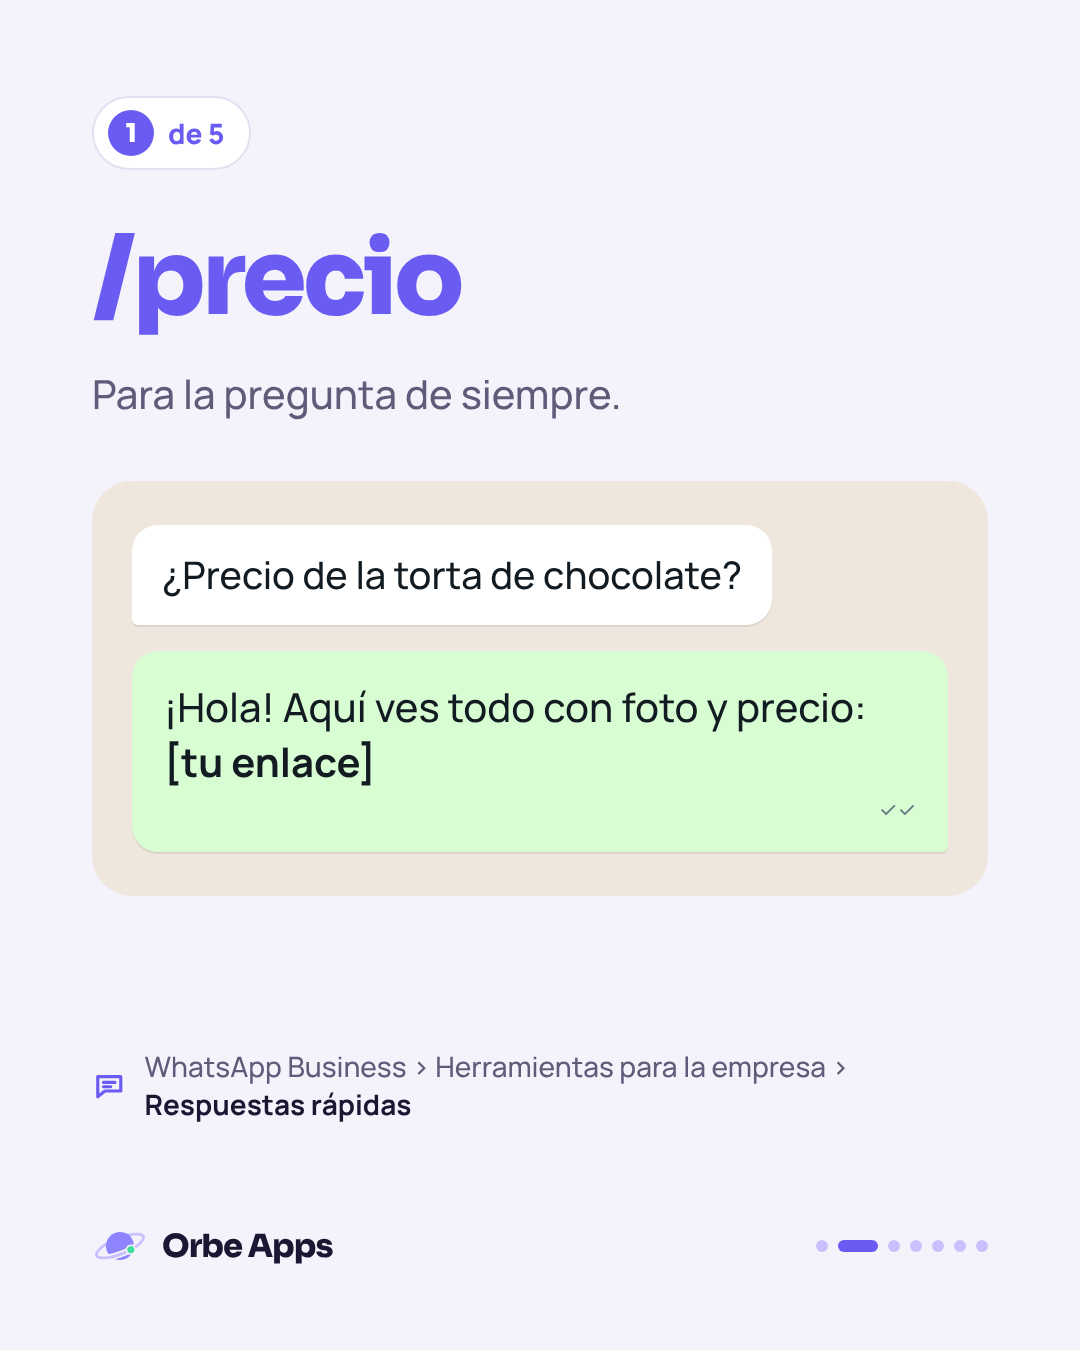 1 de 5
/precio
Para la pregunta de siempre.
¿Precio de la torta de chocolate?
¡Hola! Aquí ves todo con foto y precio:
[tu enlace]
WhatsApp Business › Herramientas para la empresa ›
Respuestas rápidas
Orbe Apps